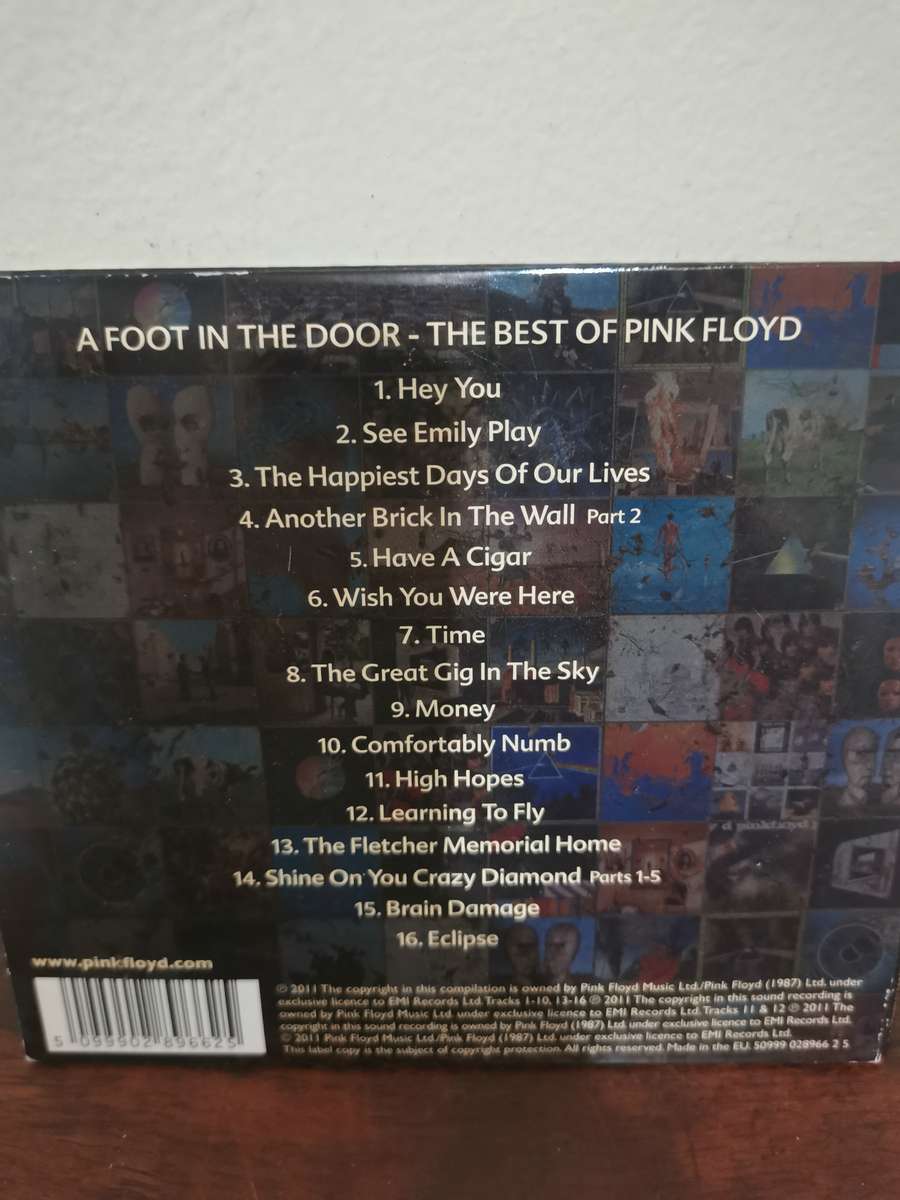 A FOOT IN THE DOOR - THE BEST OF PINK FLOYD
1. Hey You
2. See Emily Play
3. The Happiest Days Of Our Lives
4. Another Brick In The Wall Part 2
5. Have A Cigar
6. Wish You Were Here
7. Time
8. The Great Gig In The Sky
9. Money
10. Comfortably Numb
11. High Hopes
12. Learning To Fly
13. The Fletcher Memorial Home
14. Shine On You Crazy Diamond Parts 1-5
15. Brain Damage
16. Eclipse
www.pinkfloyd.com
5 099902 896625
℗ 2011 The copyright in this compilation is owned by Pink Floyd Music Ltd./Pink Floyd (1987) Ltd. under
exclusive licence to EMI Records Ltd. Tracks 1-10, 13-16 ℗ 2011 The copyright in this sound recording is
owned by Pink Floyd Music Ltd. under exclusive licence to EMI Records Ltd. Tracks 11 & 12 ℗ 2011 The
copyright in this sound recording is owned by Pink Floyd (1987) Ltd. under exclusive licence to EMI Records Ltd.
© 2011 Pink Floyd Music Ltd./Pink Floyd (1987) Ltd. under exclusive licence to EMI Records Ltd.
This label copy is the subject of copyright protection. All rights reserved. Made in the EU. 50999 028966 2 5